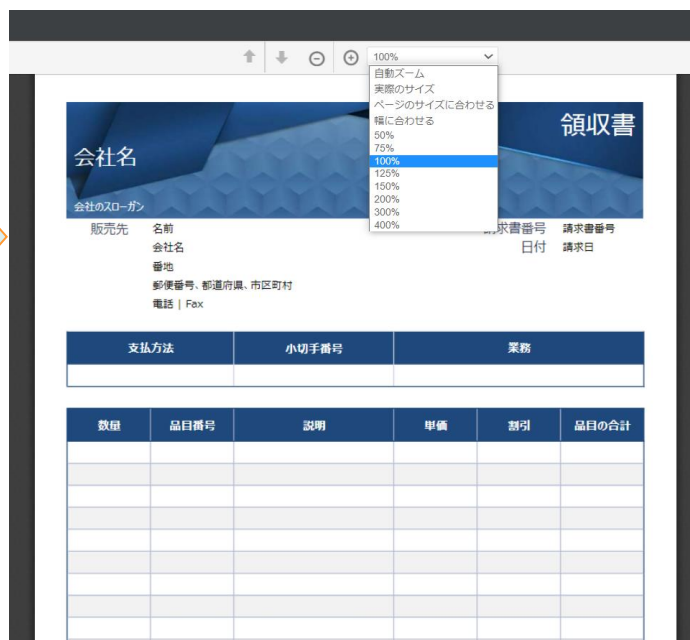 100%
自動ズーム
実際のサイズ
ページのサイズに合わせる
幅に合わせる
50%
75%
100%
125%
150%
200%
300%
400%
領収書
会社名
会社のスローガン
販売先 名前
会社名
番地
郵便番号、都道府県、市区町村
電話 | Fax
求書番号 請求書番号
日付 請求日
支払方法 小切手番号 業務
数量 品目番号 説明 単価 割引 品目の合計